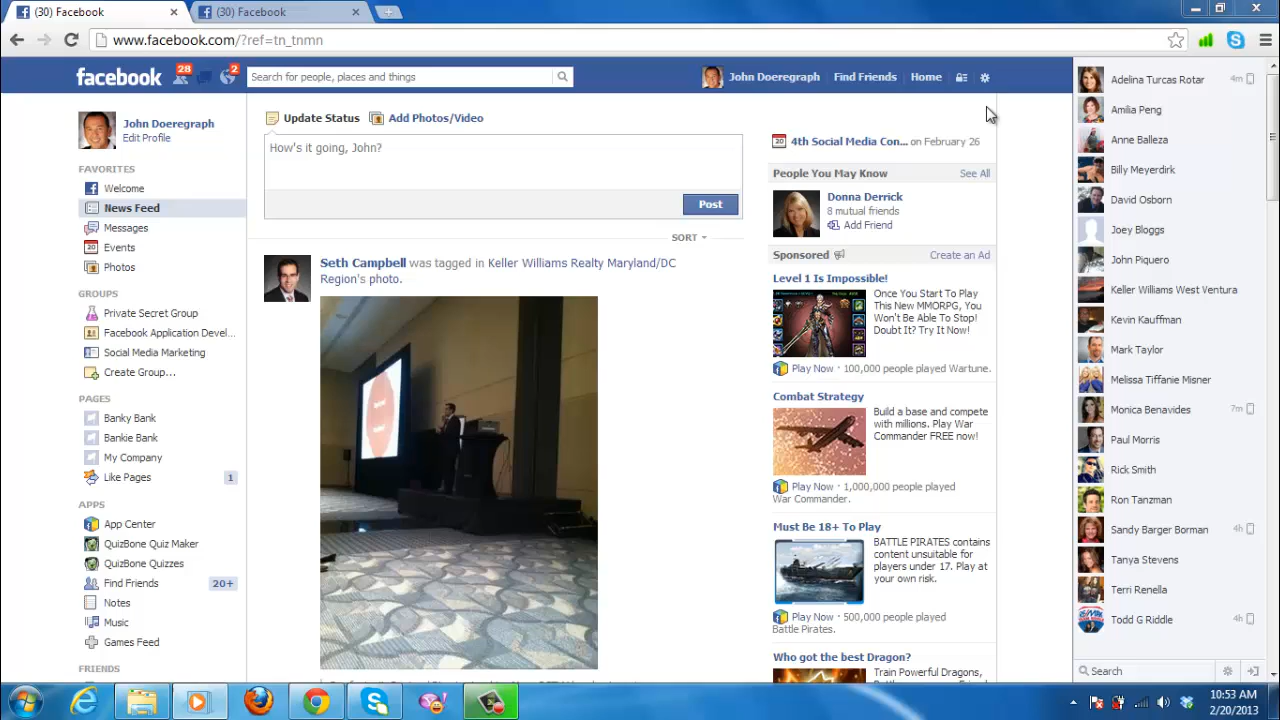 (30) Facebook
(30) Facebook
www.facebook.com/?ref=tn_tnmn
facebook
28
2
Search for people, places and things
John Doeregraph
Find Friends
Home
John Doeregraph
Edit Profile
FAVORITES
Welcome
News Feed
Messages
Events
Photos
GROUPS
Private Secret Group
Facebook Application Devel...
Social Media Marketing
Create Group...
PAGES
Banky Bank
Bankie Bank
My Company
Like Pages
1
APPS
App Center
QuizBone Quiz Maker
QuizBone Quizzes
Find Friends
20+
Notes
Music
Games Feed
FRIENDS
Update Status
Add Photos/Video
How's it going, John?
Post
SORT
Seth Campbell was tagged in Keller Williams Realty Maryland/DC
Region's photo.
4th Social Media Con... on February 26
People You May Know
See All
Donna Derrick
8 mutual friends
Add Friend
Sponsored
Create an Ad
Level 1 Is Impossible!
Once You Start To Play
This New MMORPG, You
Won't Be Able To Stop!
Doubt It? Try It Now!
Play Now · 100,000 people played Wartune.
Combat Strategy
Build a base and compete
with millions. Play War
Commander FREE now!
Play Now · 1,000,000 people played
War Commander.
Must Be 18+ To Play
BATTLE PIRATES contains
content unsuitable for
players under 17. Play at
your own risk.
Play Now · 500,000 people played
Battle Pirates.
Who got the best Dragon?
Train Powerful Dragons,
Adelina Turcas Rotar
4m
Amilia Peng
Anne Balleza
Billy Meyerdirk
David Osborn
Joey Bloggs
John Piquero
Keller Williams West Ventura
Kevin Kauffman
Mark Taylor
Melissa Tiffanie Misner
Monica Benavides
7m
Paul Morris
Rick Smith
Ron Tanzman
Sandy Barger Borman
4h
Tanya Stevens
Terri Renella
Todd G Riddle
4h
Search
10:53 AM
2/20/2013